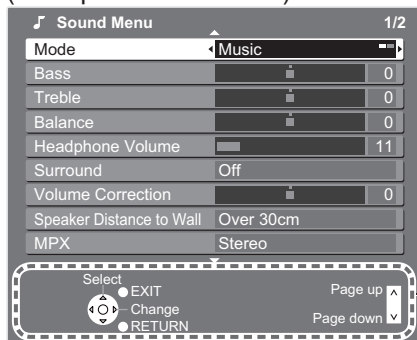 Sound Menu 1/2
Mode Music
Bass 0
Treble 0
Balance 0
Headphone Volume 11
Surround Off
Volume Correction 0
Speaker Distance to Wall Over 30cm
MPX Stereo
Select
EXIT
Change
RETURN
Page up
Page down